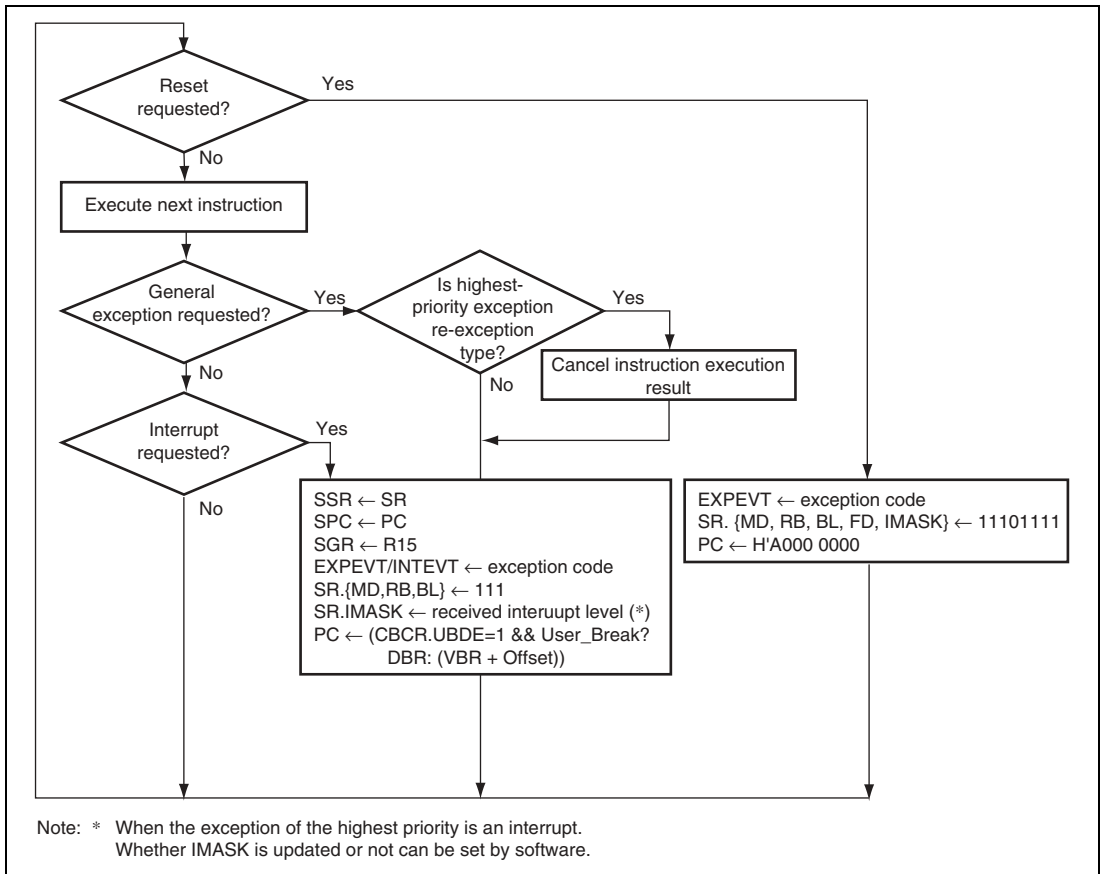 Reset
requested?
Yes
No
Execute next instruction
General
exception requested?
Yes
No
Is highest-
priority exception
re-exception
type?
Yes
No
Cancel instruction execution
result
Interrupt
requested?
Yes
No
SSR ← SR
SPC ← PC
SGR ← R15
EXPEVT/INTEVT ← exception code
SR.{MD,RB,BL} ← 111
SR.IMASK ← received interuupt level (*)
PC ← (CBCR.UBDE=1 && User_Break?
DBR: (VBR + Offset))
EXPEVT ← exception code
SR. {MD, RB, BL, FD, IMASK} ← 11101111
PC ← H'A000 0000
Note: * When the exception of the highest priority is an interrupt.
Whether IMASK is updated or not can be set by software.